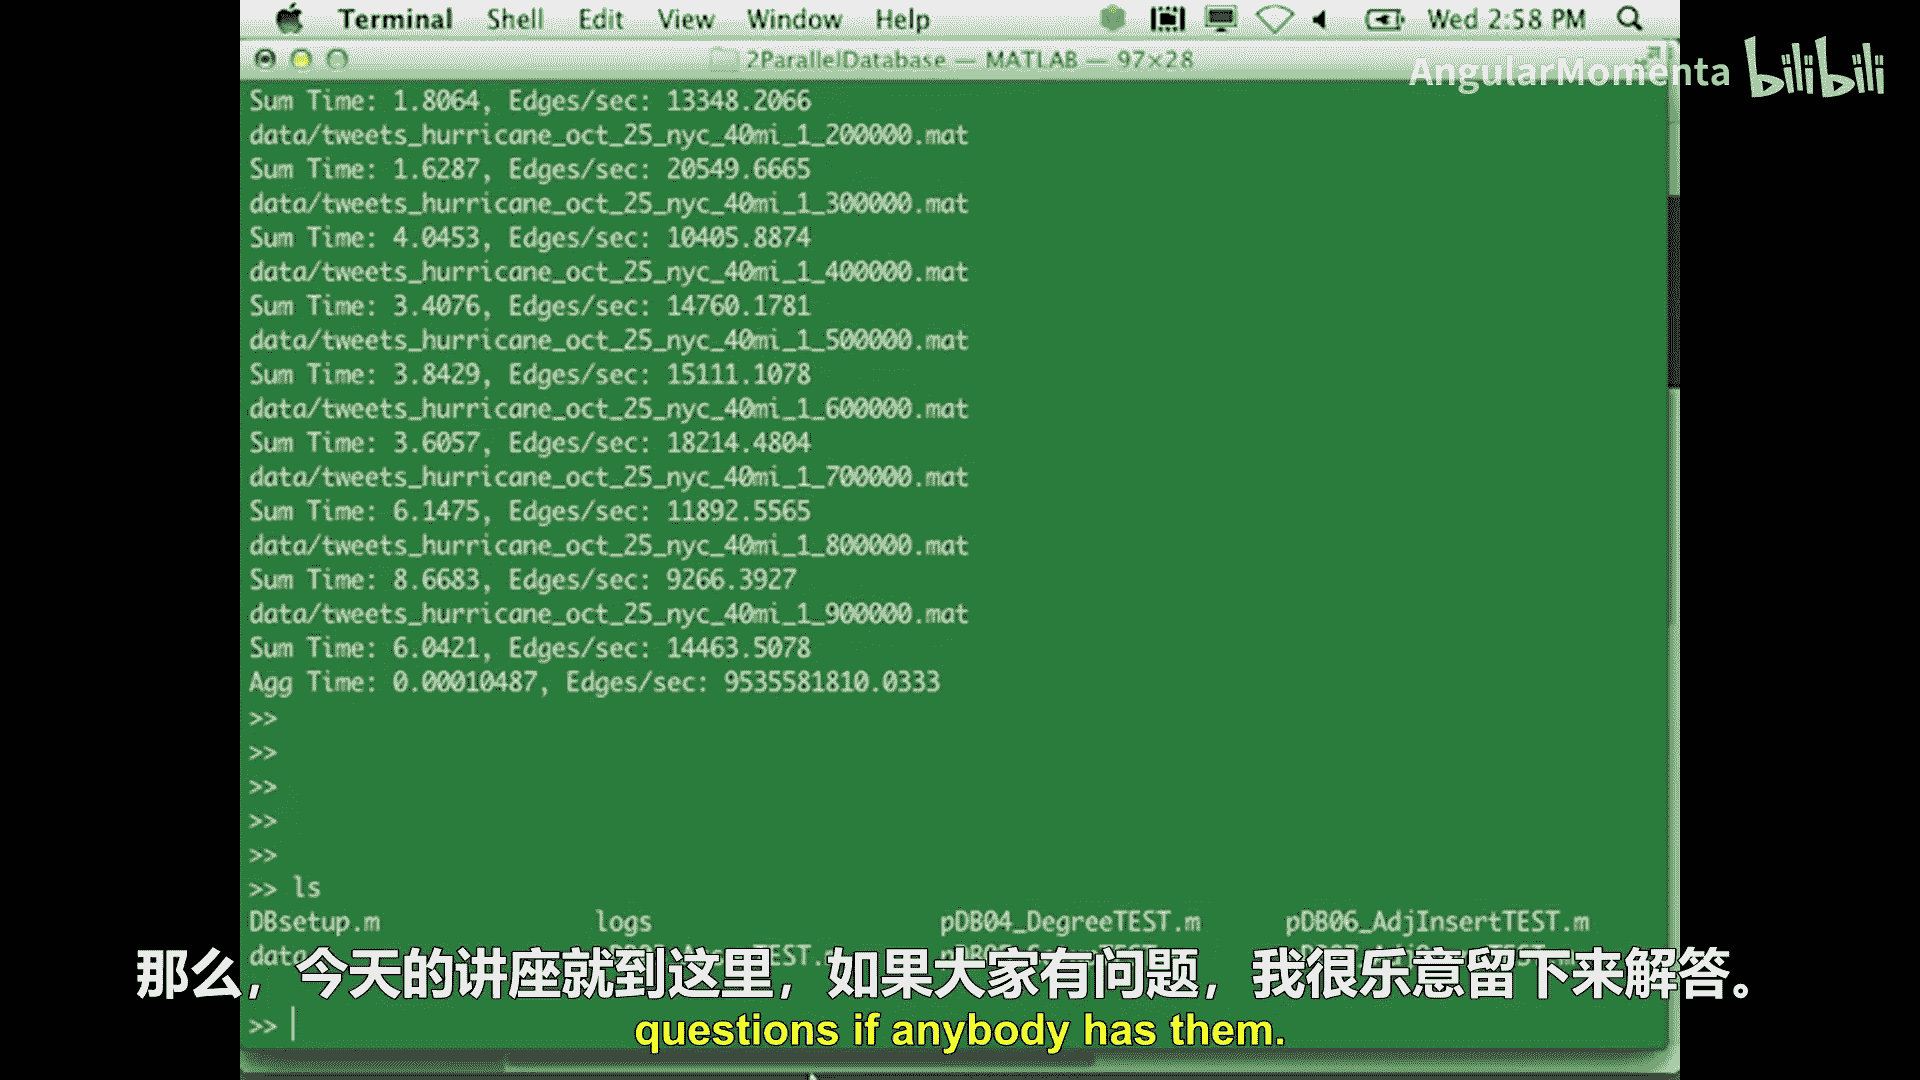 Terminal Shell Edit View Window Help Wed 2:58 PM
2ParallelDatabase — MATLAB — 97×28
AngularMomenta bilibili
Sum Time: 1.8064, Edges/sec: 13348.2066
data/tweets_hurricane_oct_25_nyc_40mi_1_200000.mat
Sum Time: 1.6287, Edges/sec: 20549.6665
data/tweets_hurricane_oct_25_nyc_40mi_1_300000.mat
Sum Time: 4.0453, Edges/sec: 10405.8874
data/tweets_hurricane_oct_25_nyc_40mi_1_400000.mat
Sum Time: 3.4076, Edges/sec: 14760.1781
data/tweets_hurricane_oct_25_nyc_40mi_1_500000.mat
Sum Time: 3.8429, Edges/sec: 15111.1078
data/tweets_hurricane_oct_25_nyc_40mi_1_600000.mat
Sum Time: 3.6057, Edges/sec: 18214.4804
data/tweets_hurricane_oct_25_nyc_40mi_1_700000.mat
Sum Time: 6.1475, Edges/sec: 11892.5565
data/tweets_hurricane_oct_25_nyc_40mi_1_800000.mat
Sum Time: 8.6683, Edges/sec: 9266.3927
data/tweets_hurricane_oct_25_nyc_40mi_1_900000.mat
Sum Time: 6.0421, Edges/sec: 14463.5078
Agg Time: 0.00010487, Edges/sec: 9535581810.0333
>>
>>
>>
>>
>>
>> ls
DBsetup.m logs pDB04_DegreeTEST.m pDB06_AdjInsertTEST.m
data
那么，今天的讲座就到这里，如果大家有问题，我很乐意留下来解答。
>>
questions if anybody has them.